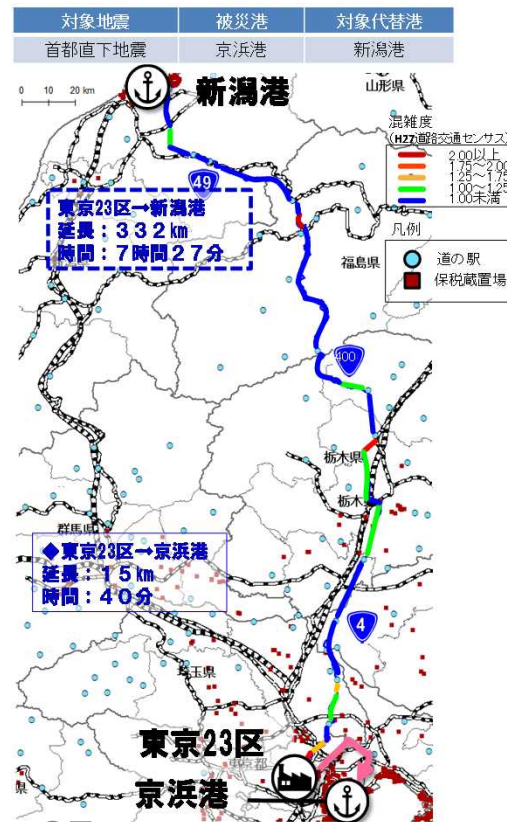 対象地震 被災港 対象代替港
首都直下地震 京浜港 新潟港
0 10 20 km
新潟港
山形県
混雑度
(H27道路交通センサス)
2.00以上
1.75～2.00
1.25～1.75
1.00～1.25
1.00未満
49
東京23区→新潟港
延長：332km
時間：7時間27分
凡例
道の駅
保税蔵置場
福島県
400
栃木県
栃木
群馬県
◆東京23区→京浜港
延長：15km
時間：40分
4
埼玉県
東京23区
東京都
京浜港
県